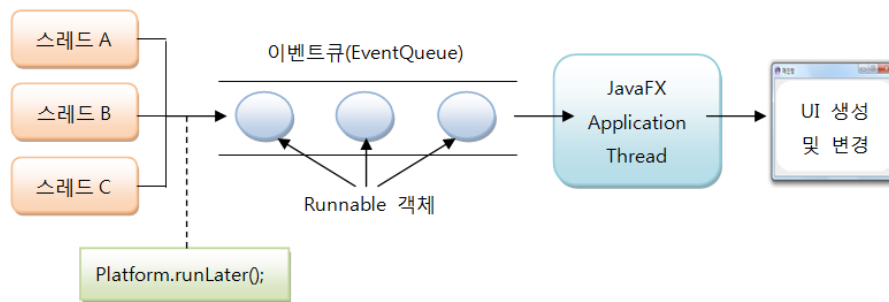 스레드 A
스레드 B
스레드 C
이벤트큐(EventQueue)
Runnable 객체
Platform.runLater();
JavaFX
Application
Thread
UI 생성
및 변경